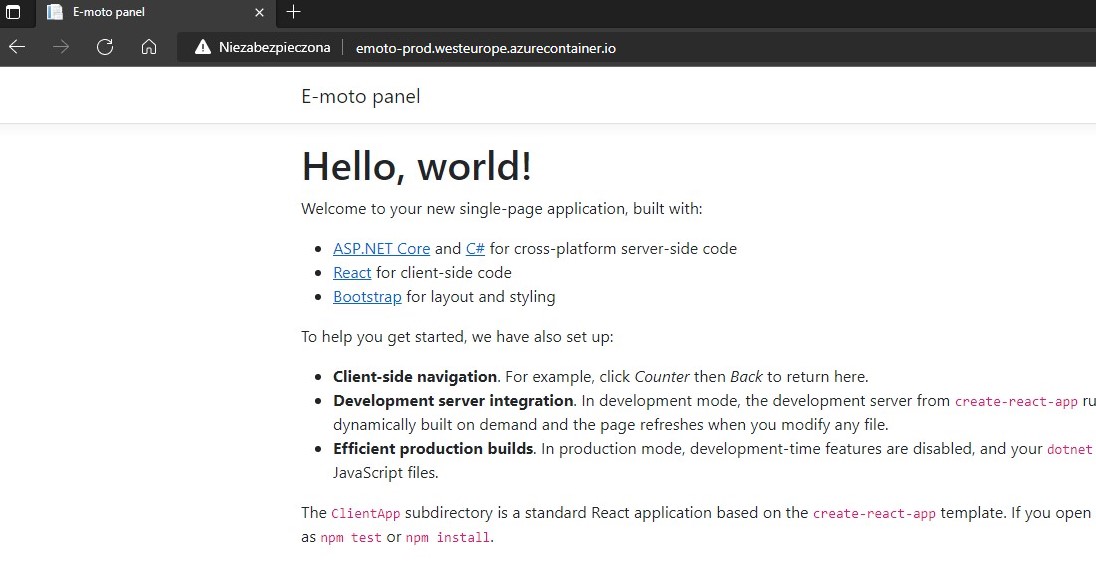 E-moto panel
Niezabezpieczona emoto-prod.westeurope.azurecontainer.io
E-moto panel
Hello, world!
Welcome to your new single-page application, built with:
ASP.NET Core and C# for cross-platform server-side code
React for client-side code
Bootstrap for layout and styling
To help you get started, we have also set up:
Client-side navigation. For example, click Counter then Back to return here.
Development server integration. In development mode, the development server from create-react-app ru
dynamically built on demand and the page refreshes when you modify any file.
Efficient production builds. In production mode, development-time features are disabled, and your dotnet
JavaScript files.
The ClientApp subdirectory is a standard React application based on the create-react-app template. If you open
as npm test or npm install.